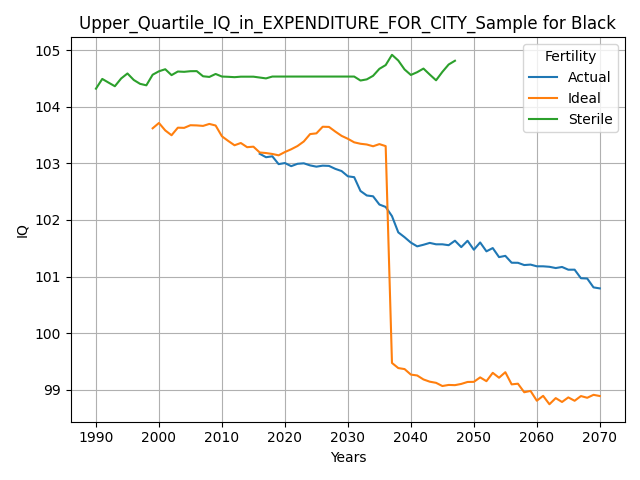 Upper_Quartile_IQ_in_EXPENDITURE_FOR_CITY_Sample for Black
Fertility
Actual
Ideal
Sterile
IQ
105
104
103
102
101
100
99
1990 2000 2010 2020 2030 2040 2050 2060 2070
Years